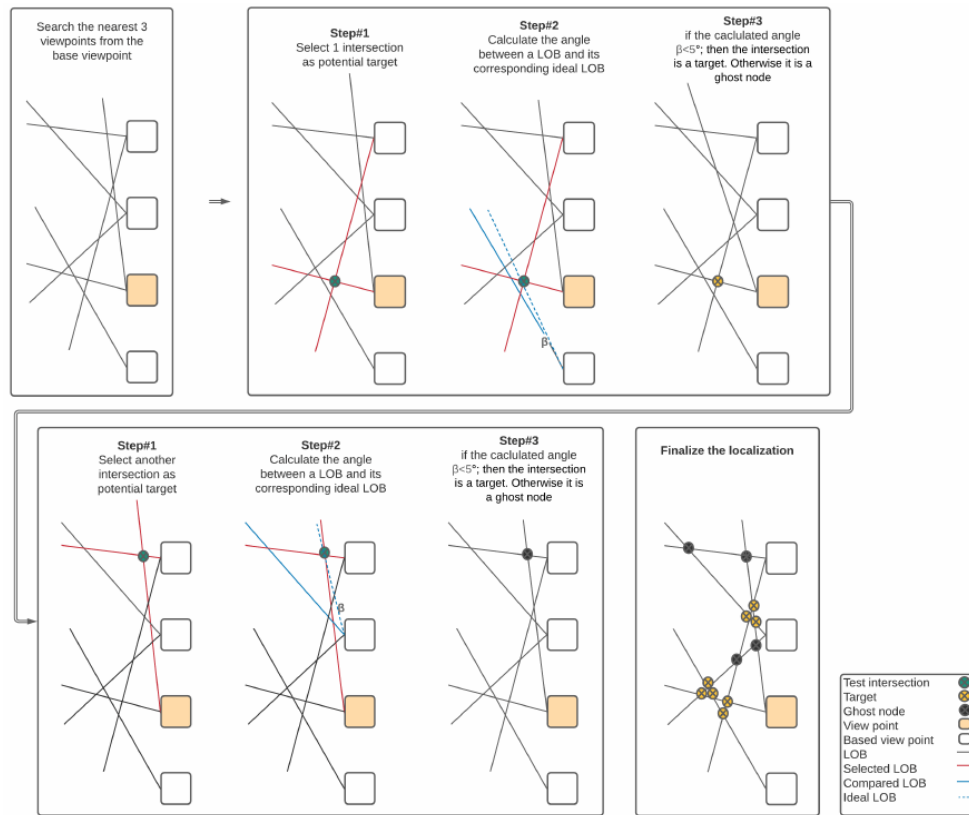 Search the nearest 3
viewpoints from the
base viewpoint
Step#1
Select 1 intersection
as potential target
Step#2
Calculate the angle
between a LOB and its
corresponding ideal LOB
β
Step#3
if the caclulated angle
β<5°; then the intersection
is a target. Otherwise it is a
ghost node
Step#1
Select another
intersection as
potential target
Step#2
Calculate the angle
between a LOB and its
corresponding ideal LOB
β
Step#3
if the caclulated angle
β<5°; then the intersection
is a target. Otherwise it is
a ghost node
Finalize the localization
Test intersection
Target
Ghost node
View point
Based view point
LOB
Selected LOB
Compared LOB
Ideal LOB